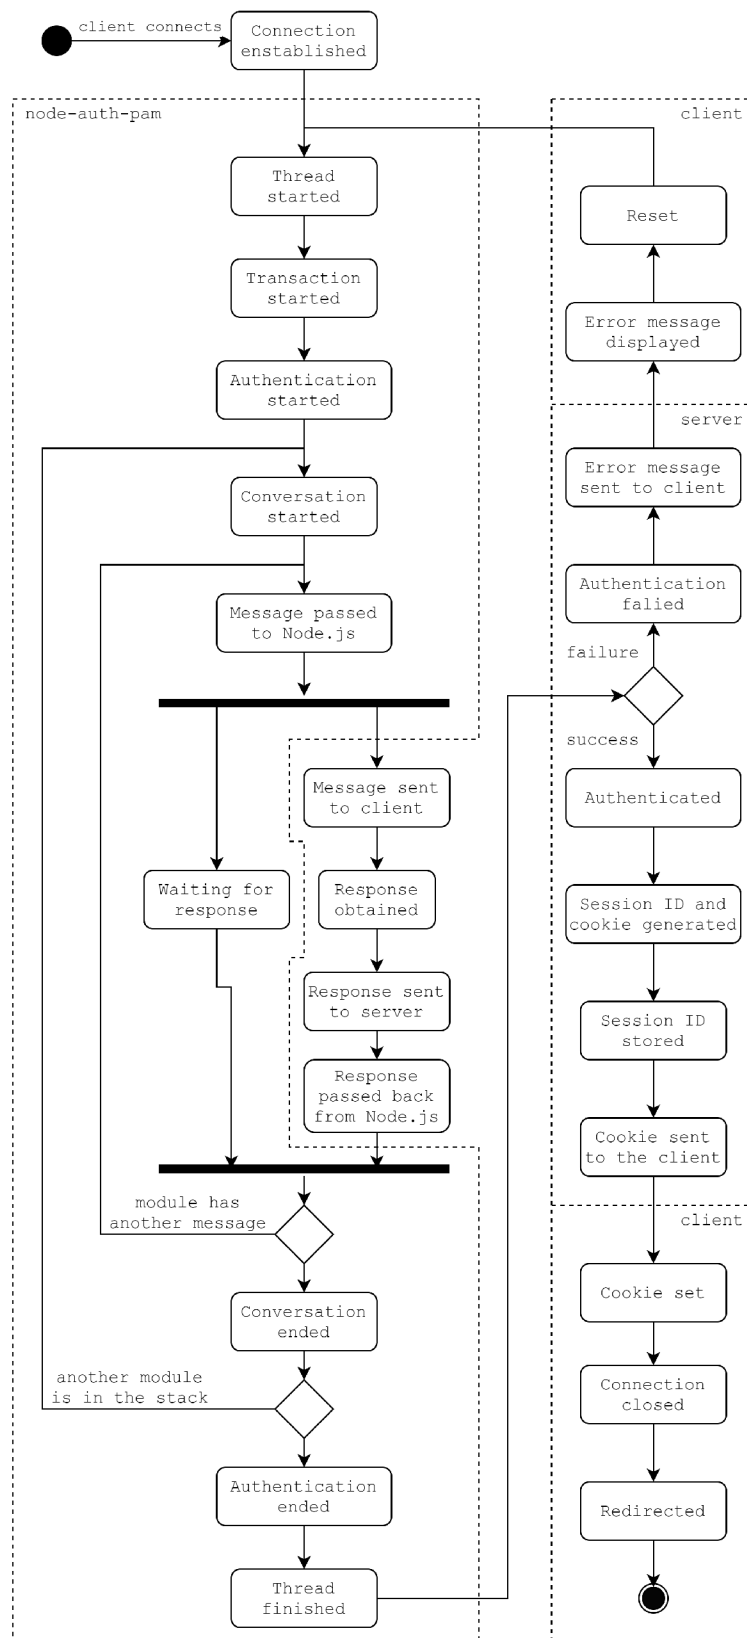 client connects
Connection
enstablished
node-auth-pam
Thread
started
Transaction
started
Authentication
started
Conversation
started
Message passed
to Node.js
Message sent
to client
Waiting for
response
Response
obtained
Response sent
to server
Response
passed back
from Node.js
module has
another message
Conversation
ended
another module
is in the stack
Authentication
ended
Thread
finished
client
Reset
Error message
displayed
server
Error message
sent to client
Authentication
falied
failure
success
Authenticated
Session ID and
cookie generated
Session ID
stored
Cookie sent
to the client
client
Cookie set
Connection
closed
Redirected